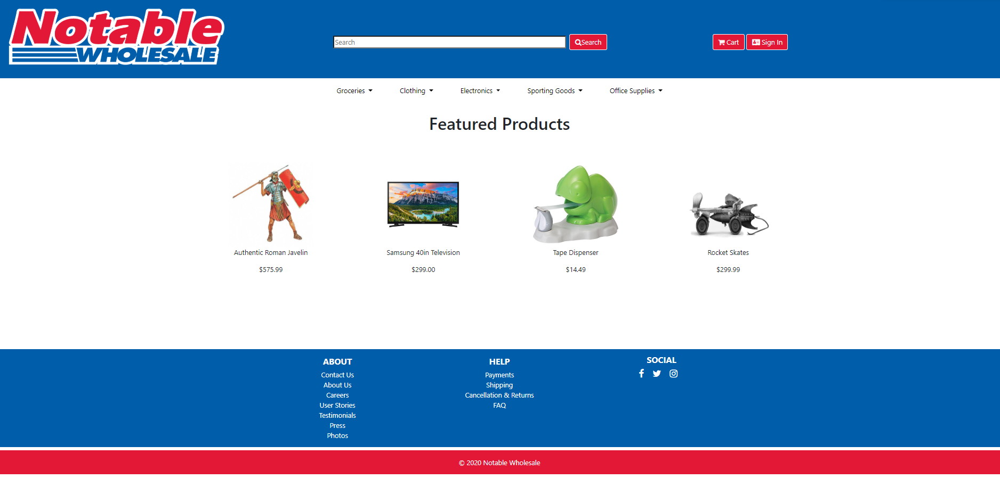 Notable
WHOLESALE
Search
Search
Cart
Sign In
Groceries
Clothing
Electronics
Sporting Goods
Office Supplies
Featured Products
Authentic Roman Javelin
$575.99
Samsung 40in Television
$299.00
Tape Dispenser
$14.49
Rocket Skates
$299.99
ABOUT
Contact Us
About Us
Careers
User Stories
Testimonials
Press
Photos
HELP
Payments
Shipping
Cancellation & Returns
FAQ
SOCIAL
© 2020 Notable Wholesale